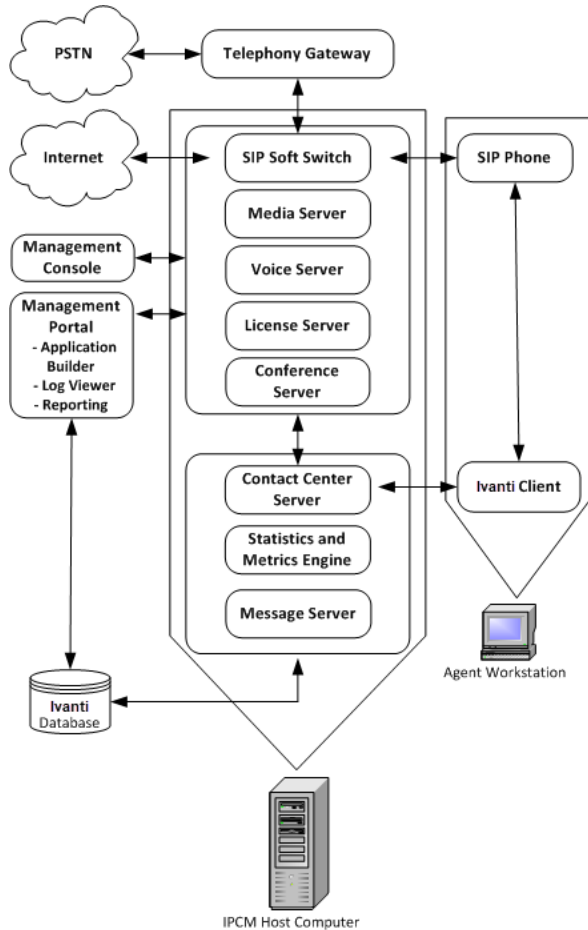 PSTN
Telephony Gateway
Internet
SIP Soft Switch
SIP Phone
Media Server
Management
Console
Voice Server
Management
Portal
- Application
Builder
- Log Viewer
- Reporting
License Server
Conference
Server
Contact Center
Server
Ivanti Client
Statistics and
Metrics Engine
Message Server
Agent Workstation
Ivanti
Database
IPCM Host Computer